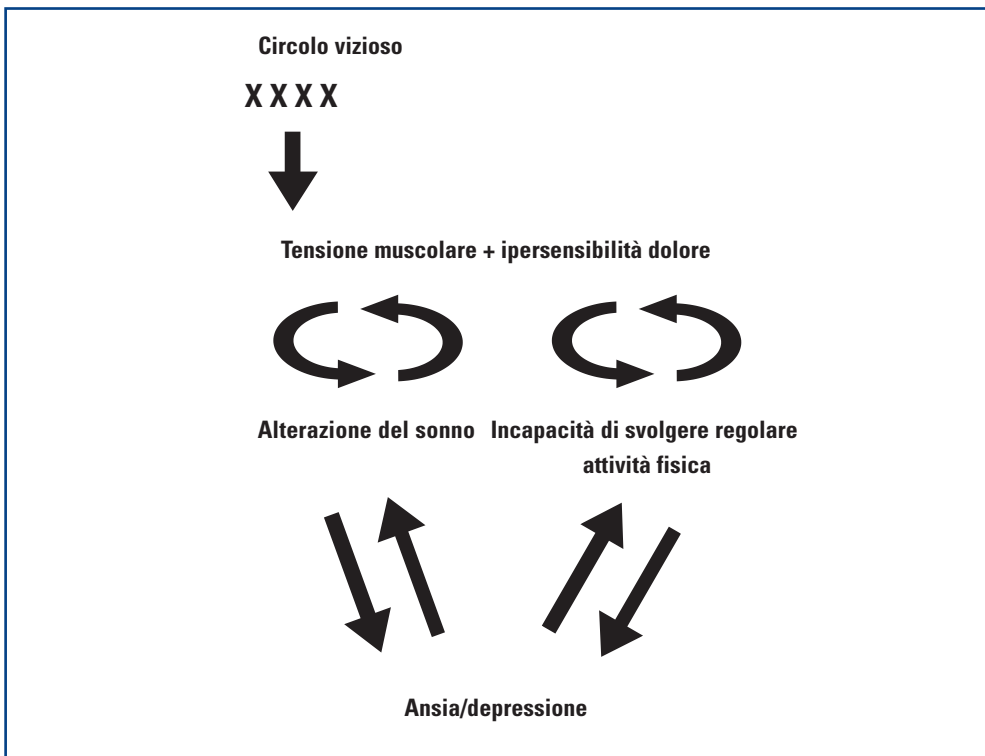 Circolo vizioso
X X X X
Tensione muscolare + ipersensibilità dolore
Alterazione del sonno
Incapacità di svolgere regolare
attività fisica
Ansia/depressione